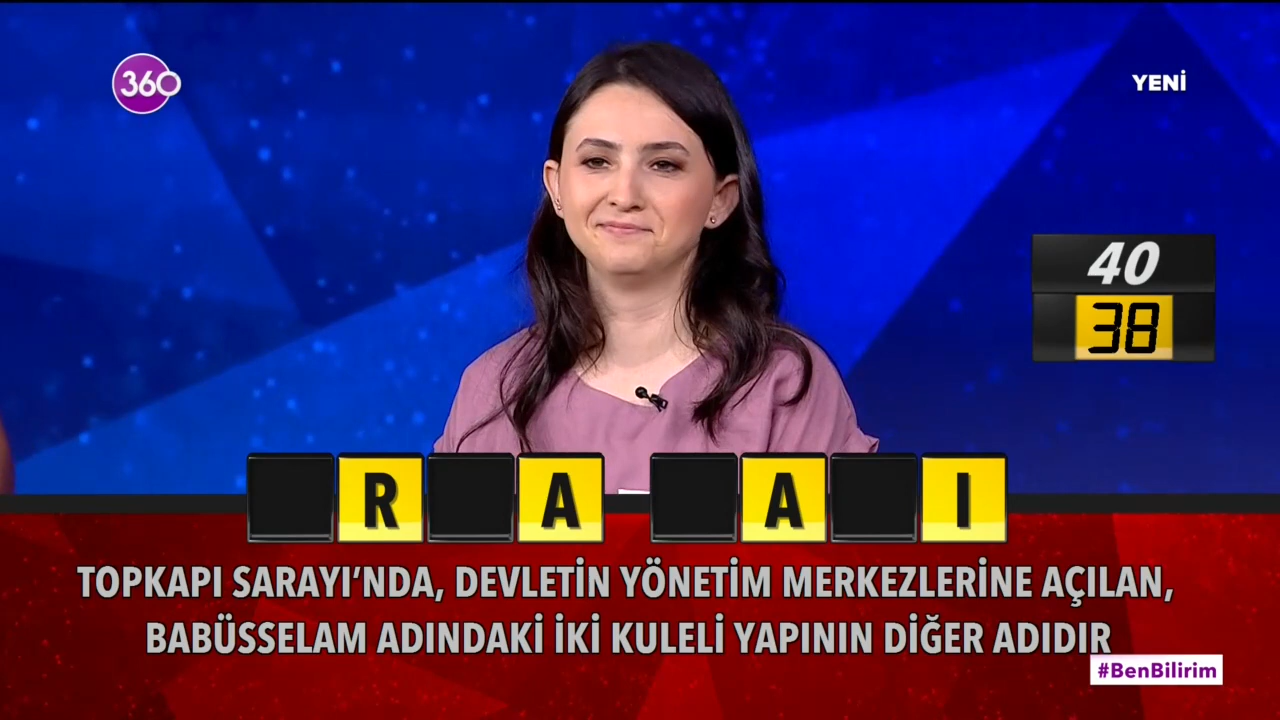 360
YENİ
40
38
R A A I
TOPKAPI SARAYI'NDA, DEVLETİN YÖNETİM MERKEZLERİNE AÇILAN,
BABÜSSELAM ADINDAKİ İKİ KULELİ YAPININ DİĞER ADIDIR
#BenBilirim